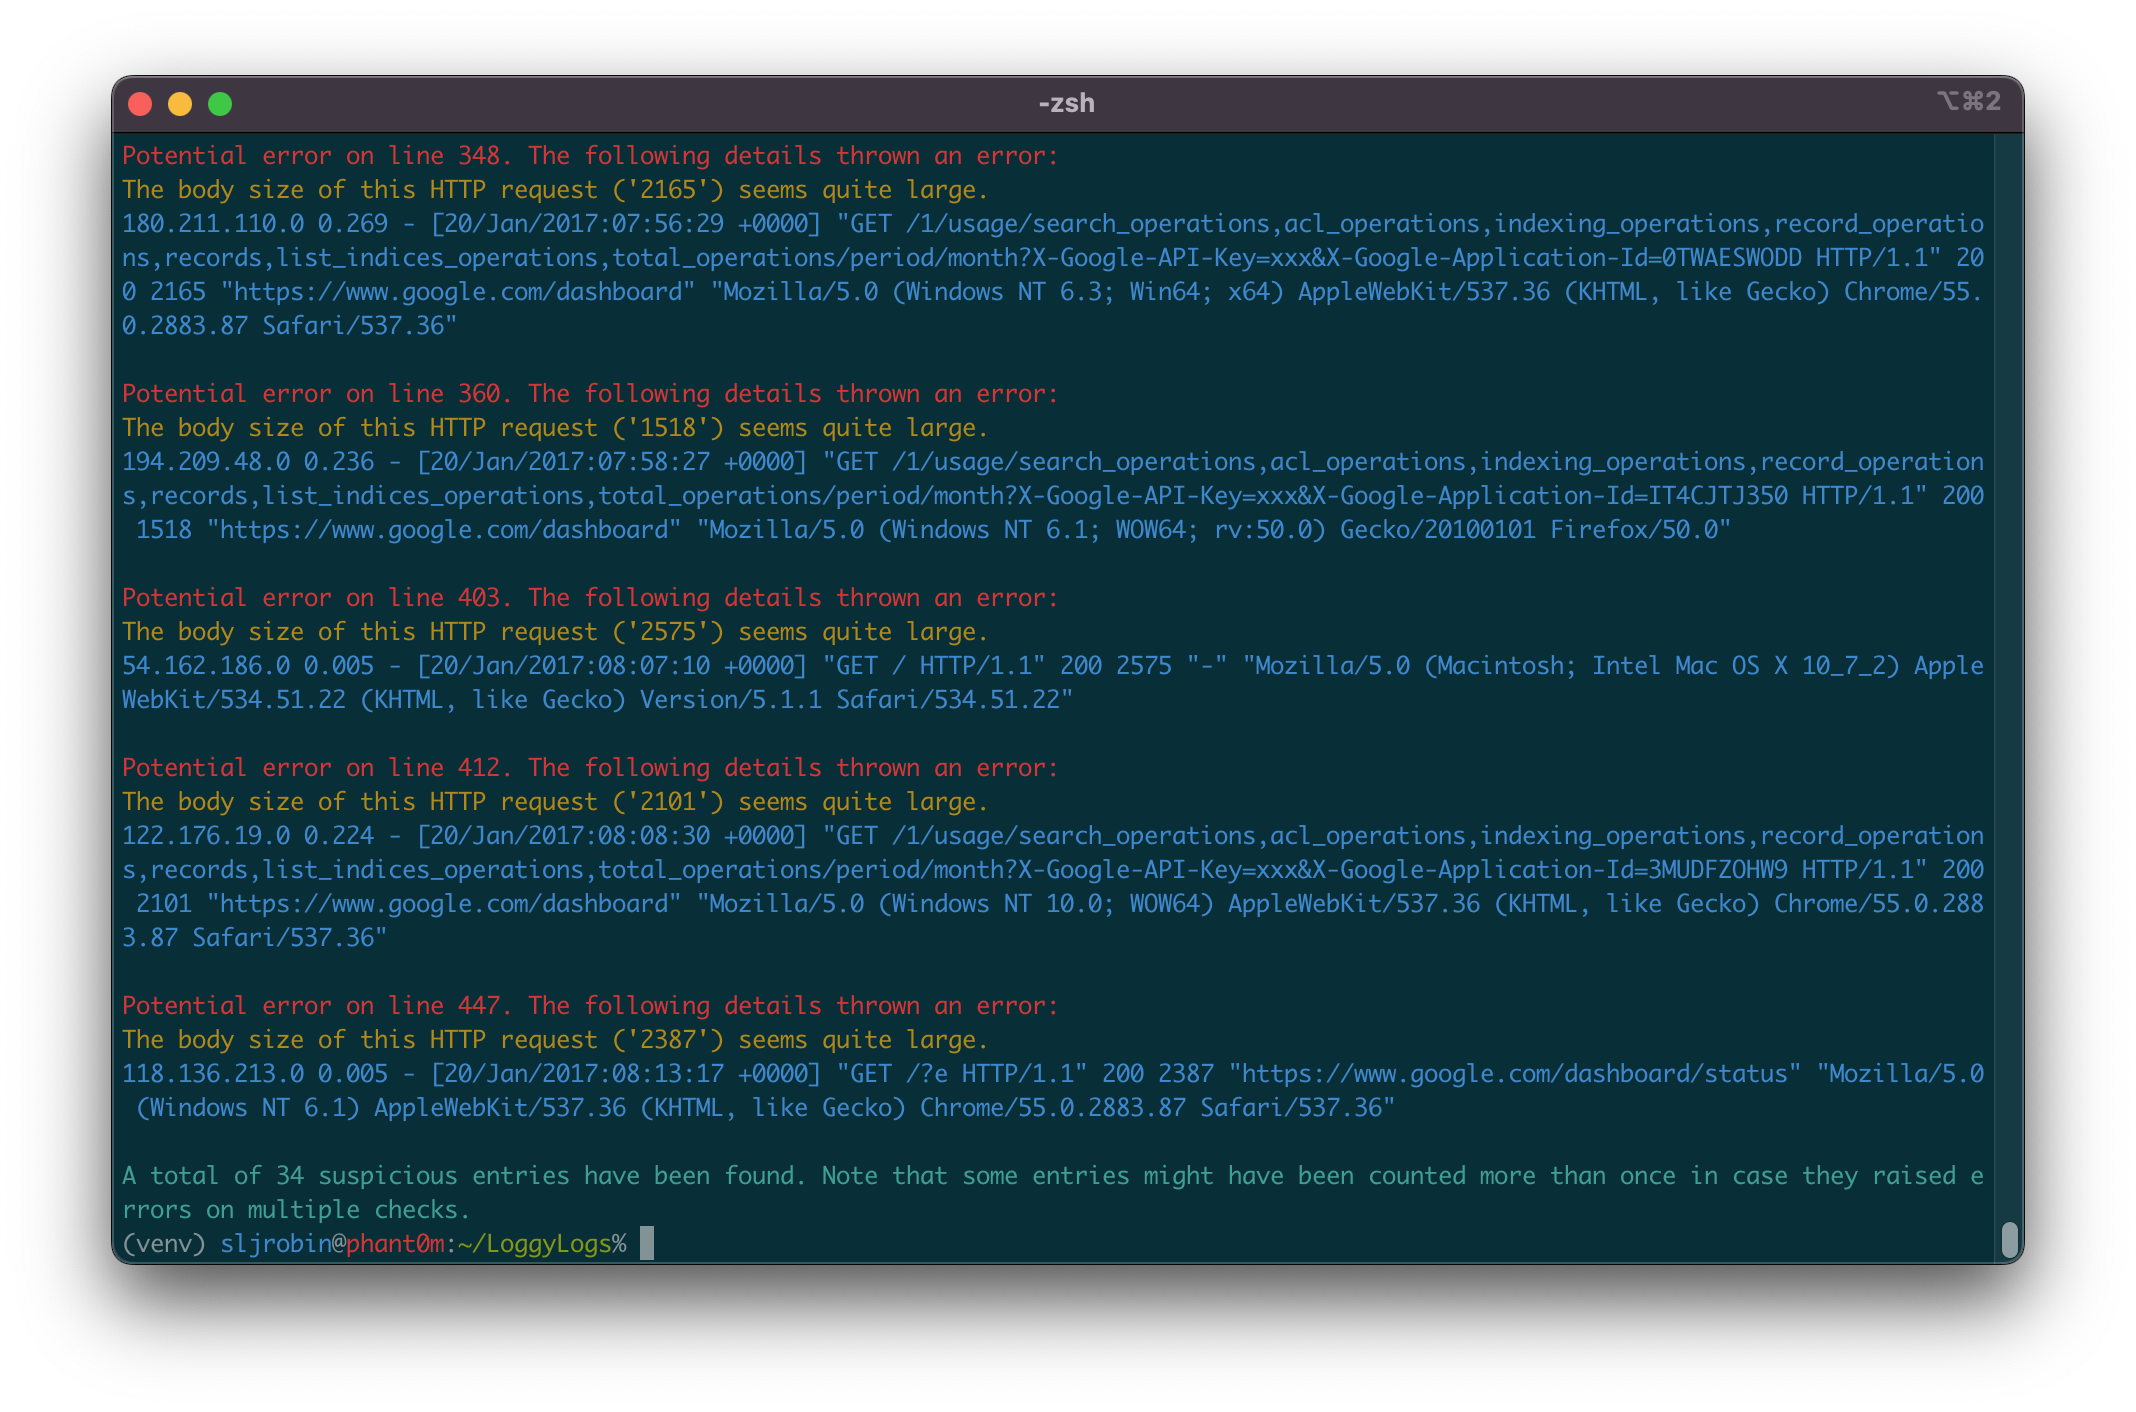 -zsh
⌥⌘2
Potential error on line 348. The following details thrown an error:
The body size of this HTTP request ('2165') seems quite large.
180.211.110.0 0.269 - [20/Jan/2017:07:56:29 +0000] "GET /1/usage/search_operations,acl_operations,indexing_operations,record_operatio
ns,records,list_indices_operations,total_operations/period/month?X-Google-API-Key=xxx&X-Google-Application-Id=0TWAESWODD HTTP/1.1" 20
0 2165 "https://www.google.com/dashboard" "Mozilla/5.0 (Windows NT 6.3; Win64; x64) AppleWebKit/537.36 (KHTML, like Gecko) Chrome/55.
0.2883.87 Safari/537.36"
Potential error on line 360. The following details thrown an error:
The body size of this HTTP request ('1518') seems quite large.
194.209.48.0 0.236 - [20/Jan/2017:07:58:27 +0000] "GET /1/usage/search_operations,acl_operations,indexing_operations,record_operation
s,records,list_indices_operations,total_operations/period/month?X-Google-API-Key=xxx&X-Google-Application-Id=IT4CJTJ350 HTTP/1.1" 200
 1518 "https://www.google.com/dashboard" "Mozilla/5.0 (Windows NT 6.1; WOW64; rv:50.0) Gecko/20100101 Firefox/50.0"
Potential error on line 403. The following details thrown an error:
The body size of this HTTP request ('2575') seems quite large.
54.162.186.0 0.005 - [20/Jan/2017:08:07:10 +0000] "GET / HTTP/1.1" 200 2575 "-" "Mozilla/5.0 (Macintosh; Intel Mac OS X 10_7_2) Apple
WebKit/534.51.22 (KHTML, like Gecko) Version/5.1.1 Safari/534.51.22"
Potential error on line 412. The following details thrown an error:
The body size of this HTTP request ('2101') seems quite large.
122.176.19.0 0.224 - [20/Jan/2017:08:08:30 +0000] "GET /1/usage/search_operations,acl_operations,indexing_operations,record_operation
s,records,list_indices_operations,total_operations/period/month?X-Google-API-Key=xxx&X-Google-Application-Id=3MUDFZOHW9 HTTP/1.1" 200
 2101 "https://www.google.com/dashboard" "Mozilla/5.0 (Windows NT 10.0; WOW64) AppleWebKit/537.36 (KHTML, like Gecko) Chrome/55.0.288
3.87 Safari/537.36"
Potential error on line 447. The following details thrown an error:
The body size of this HTTP request ('2387') seems quite large.
118.136.213.0 0.005 - [20/Jan/2017:08:13:17 +0000] "GET /?e HTTP/1.1" 200 2387 "https://www.google.com/dashboard/status" "Mozilla/5.0
 (Windows NT 6.1) AppleWebKit/537.36 (KHTML, like Gecko) Chrome/55.0.2883.87 Safari/537.36"
A total of 34 suspicious entries have been found. Note that some entries might have been counted more than once in case they raised e
rrors on multiple checks.
(venv) sljrobin@phant0m:~/LoggyLogs%